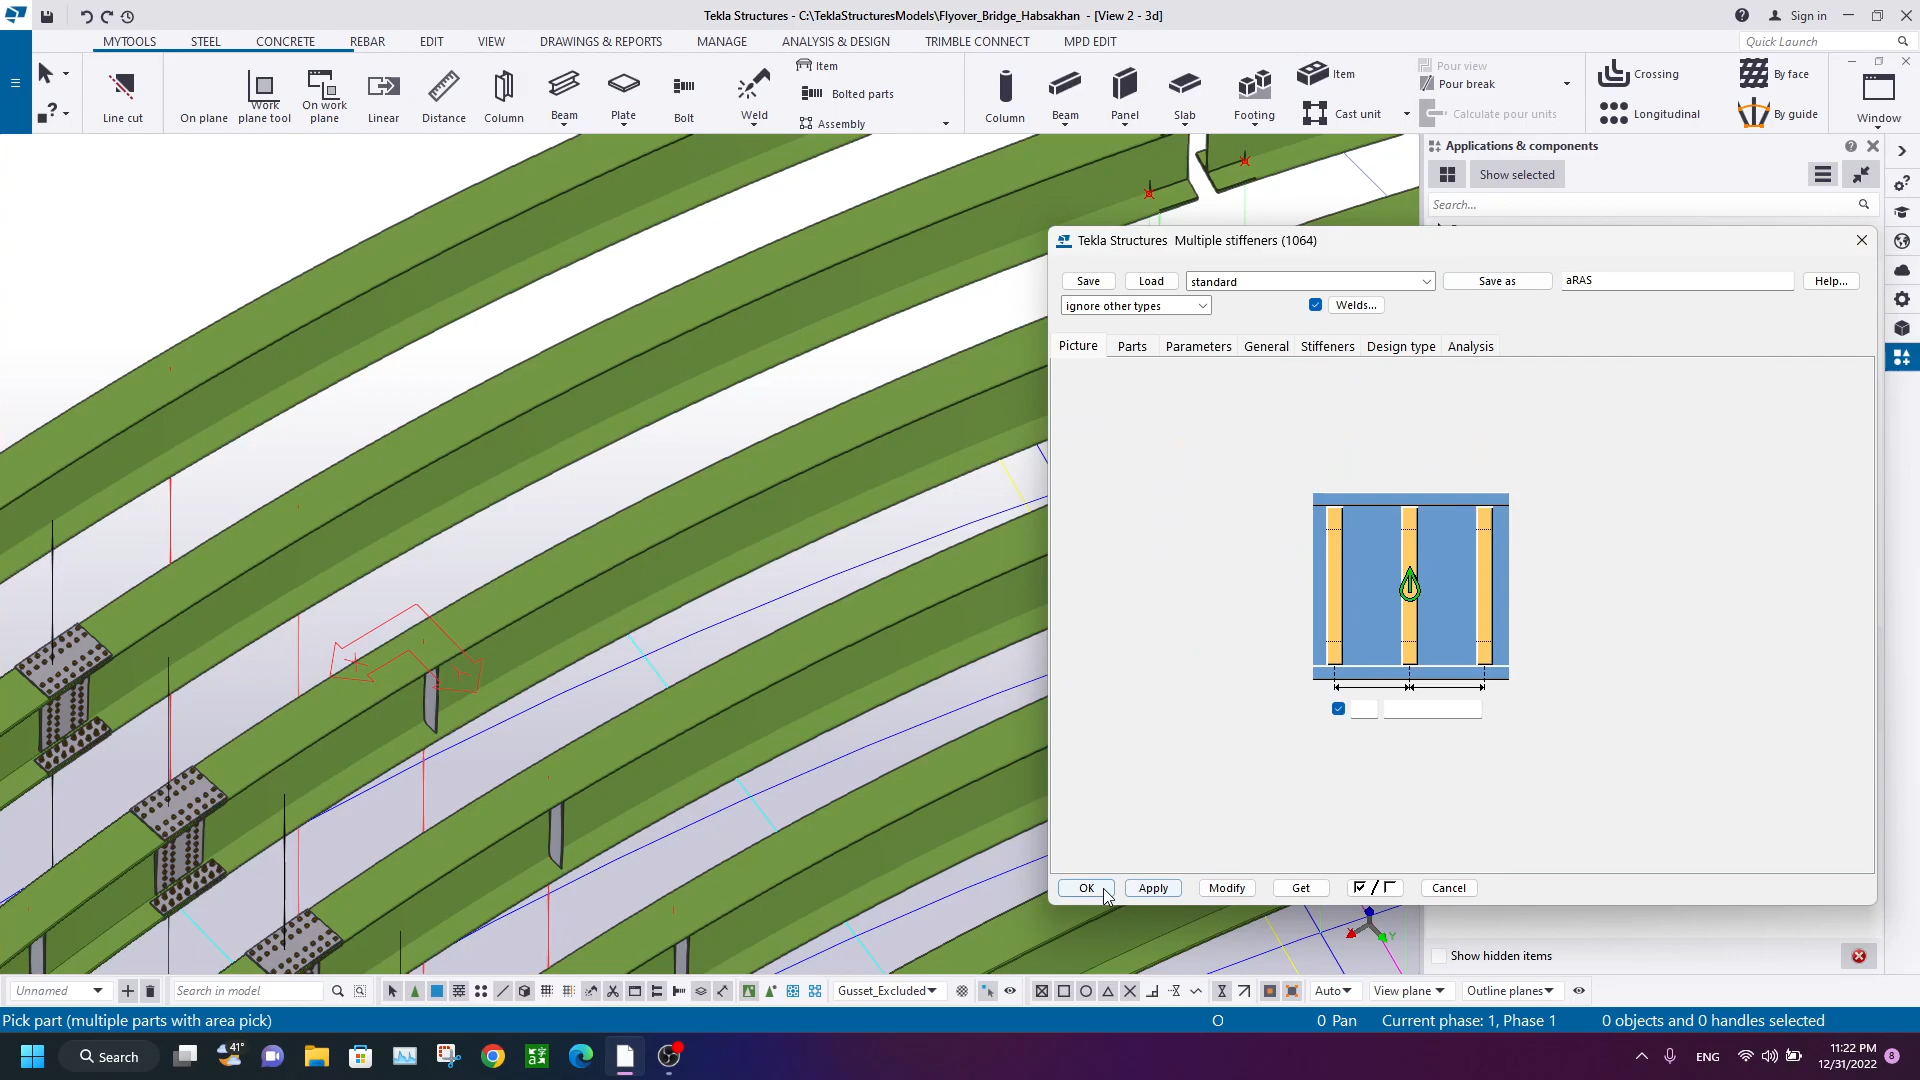 Tekla Structures - C:\TeklaStructuresModels\Flyover_Bridge_Habsakhan - [View 2 - 3d]
Sign in
MYTOOLS STEEL CONCRETE REBAR EDIT VIEW DRAWINGS & REPORTS MANAGE ANALYSIS & DESIGN TRIMBLE CONNECT MPD EDIT
Quick Launch
Line cut
On plane
Work plane tool
On work plane
Linear
Distance
Column
Beam
Plate
Bolt
Weld
Item
Bolted parts
Assembly
Column
Beam
Panel
Slab
Footing
Item
Cast unit
Pour view
Pour break
Calculate pour units
Crossing
Longitudinal
By face
By guide
Window
Applications & components
Show selected
Search...
Tekla Structures Multiple stiffeners (1064)
Save Load standard Save as aRAS Help...
ignore other types Welds...
Picture Parts Parameters General Stiffeners Design type Analysis
OK Apply Modify Get / Cancel
Y
Show hidden items
Unnamed Search in model Gusset_Excluded Auto View plane Outline planes
Pick part (multiple parts with area pick) O 0 Pan Current phase: 1, Phase 1 0 objects and 0 handles selected
41°
Search
ENG
11:22 PM
12/31/2022
8